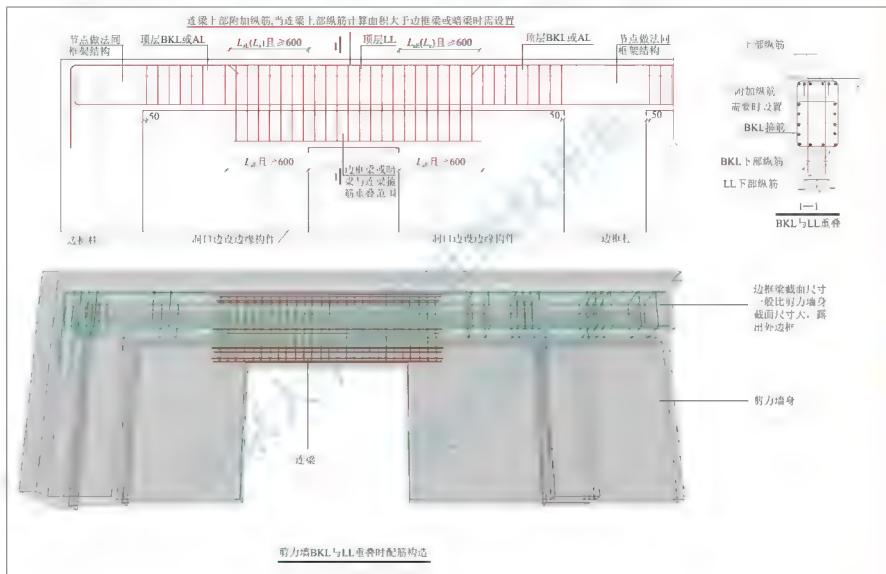 连梁上部附加纵筋,当连梁上部纵筋计算面积大于边框梁或暗梁时需设置
节点做法同
框架结构
顶层BKL或AL
且≥600
1
顶层LL
且≥600
顶层BKL或AL
节点做法同
框架结构
50
50
50
且≥600
且≥600
1
边框梁或暗
梁与连梁箍
筋重叠范围
边框柱
洞口边设边缘构件
洞口边设边缘构件
边框柱
上部纵筋
附加纵筋
需要时设置
BKL箍筋
BKL下部纵筋
LL下部纵筋
1—1
BKL与LL重叠
边框梁截面尺寸
一般比剪力墙身
截面尺寸大，露
出外边框
剪力墙身
连梁
剪力墙BKL与LL重叠时配筋构造